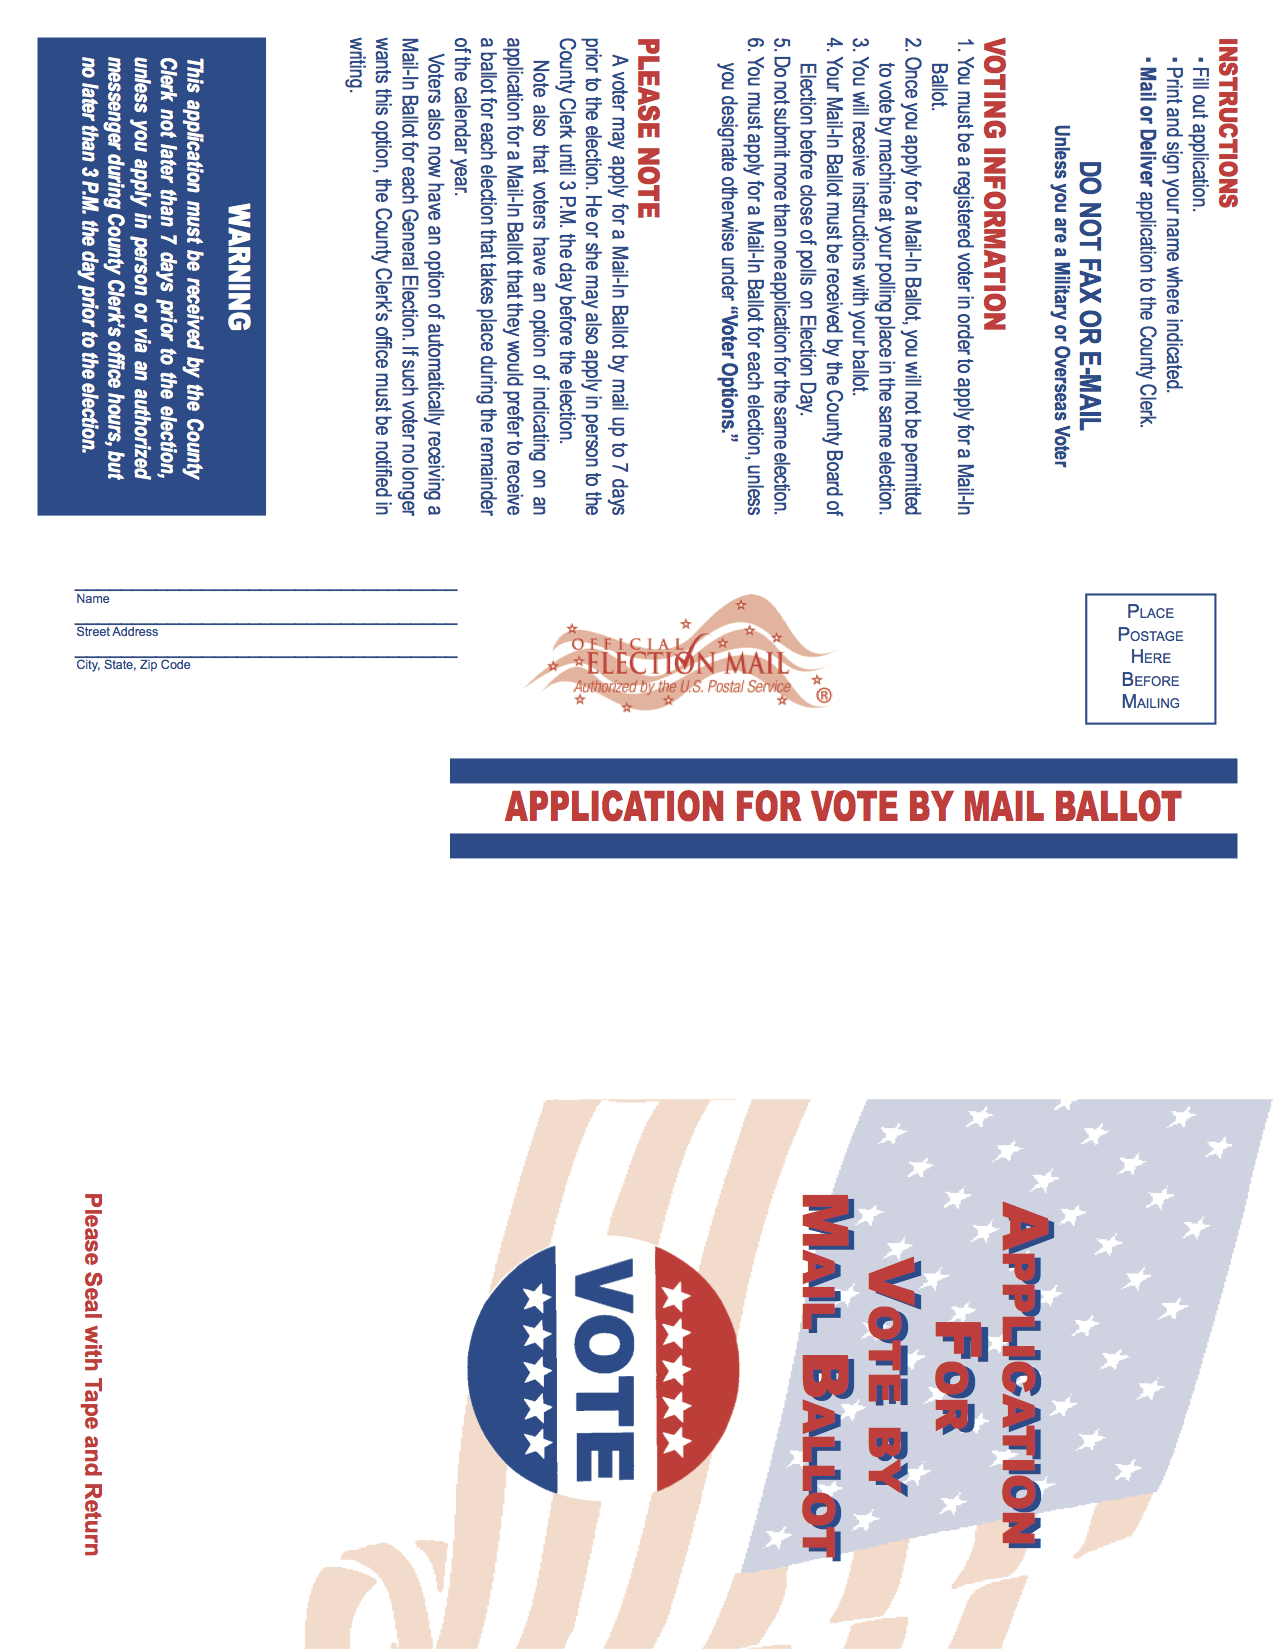 INSTRUCTIONS
▪ Fill out application.
▪ Print and sign your name where indicated.
▪ Mail or Deliver application to the County Clerk.
DO NOT FAX OR E-MAIL
Unless you are a Military or Overseas Voter
VOTING INFORMATION
1. You must be a registered voter in order to apply for a Mail-In
Ballot.
2. Once you apply for a Mail-In Ballot, you will not be permitted
to vote by machine at your polling place in the same election.
3. You will receive instructions with your ballot.
4. Your Mail-In Ballot must be received by the County Board of
Election before close of polls on Election Day.
5. Do not submit more than one application for the same election.
6. You must apply for a Mail-In Ballot for each election, unless
you designate otherwise under “Voter Options.”
PLEASE NOTE
A voter may apply for a Mail-In Ballot by mail up to 7 days
prior to the election. He or she may also apply in person to the
County Clerk until 3 P.M. the day before the election.
Note also that voters have an option of indicating on an
application for a Mail-In Ballot that they would prefer to receive
a ballot for each election that takes place during the remainder
of the calendar year.
Voters also now have an option of automatically receiving a
Mail-In Ballot for each General Election. If such voter no longer
wants this option, the County Clerk's office must be notified in
writing.
WARNING
This application must be received by the County
Clerk not later than 7 days prior to the election,
unless you apply in person or via an authorized
messenger during County Clerk's office hours, but
no later than 3 P.M. the day prior to the election.
Name
Street Address
City, State, Zip Code
OFFICIAL
ELECTION MAIL
Authorized by the U.S. Postal Service
®
PLACE
POSTAGE
HERE
BEFORE
MAILING
APPLICATION FOR VOTE BY MAIL BALLOT
APPLICATION
FOR
VOTE BY
MAIL BALLOT
VOTE
Please Seal with Tape and Return